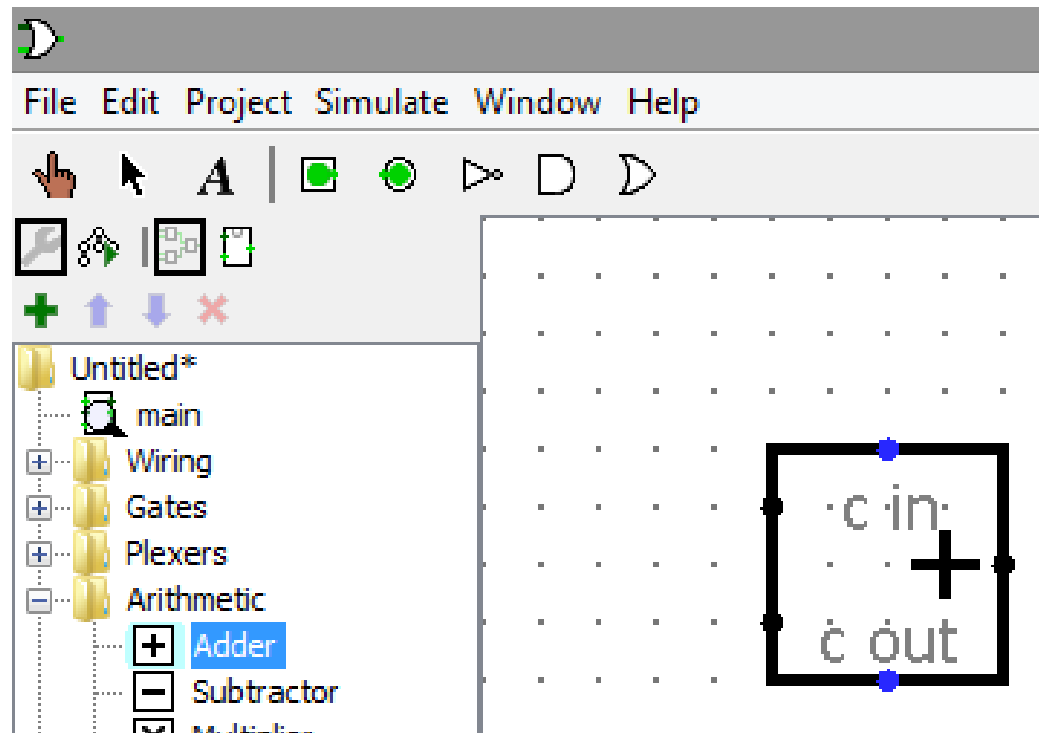 File Edit Project Simulate Window Help
A
Untitled*
main
Wiring
Gates
Plexers
Arithmetic
+ Adder
Subtractor
c in
+
c out